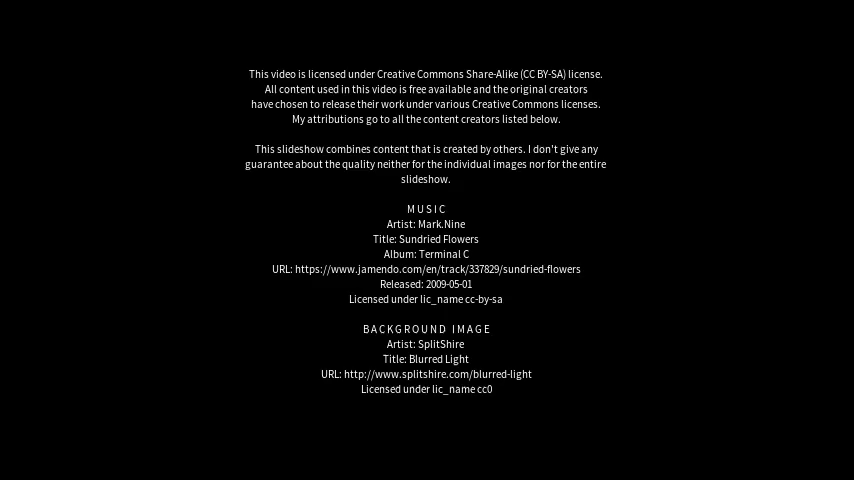 This video is licensed under Creative Commons Share-Alike (CC BY-SA) license.
All content used in this video is free available and the original creators
have chosen to release their work under various Creative Commons licenses.
My attributions go to all the content creators listed below.
This slideshow combines content that is created by others. I don't give any
guarantee about the quality neither for the individual images nor for the entire
slideshow.
MUSIC
Artist: Mark.Nine
Title: Sundried Flowers
Album: Terminal C
URL: https://www.jamendo.com/en/track/337829/sundried-flowers
Released: 2009-05-01
Licensed under lic_name cc-by-sa
BACKGROUND IMAGE
Artist: SplitShire
Title: Blurred Light
URL: http://www.splitshire.com/blurred-light
Licensed under lic_name cc0